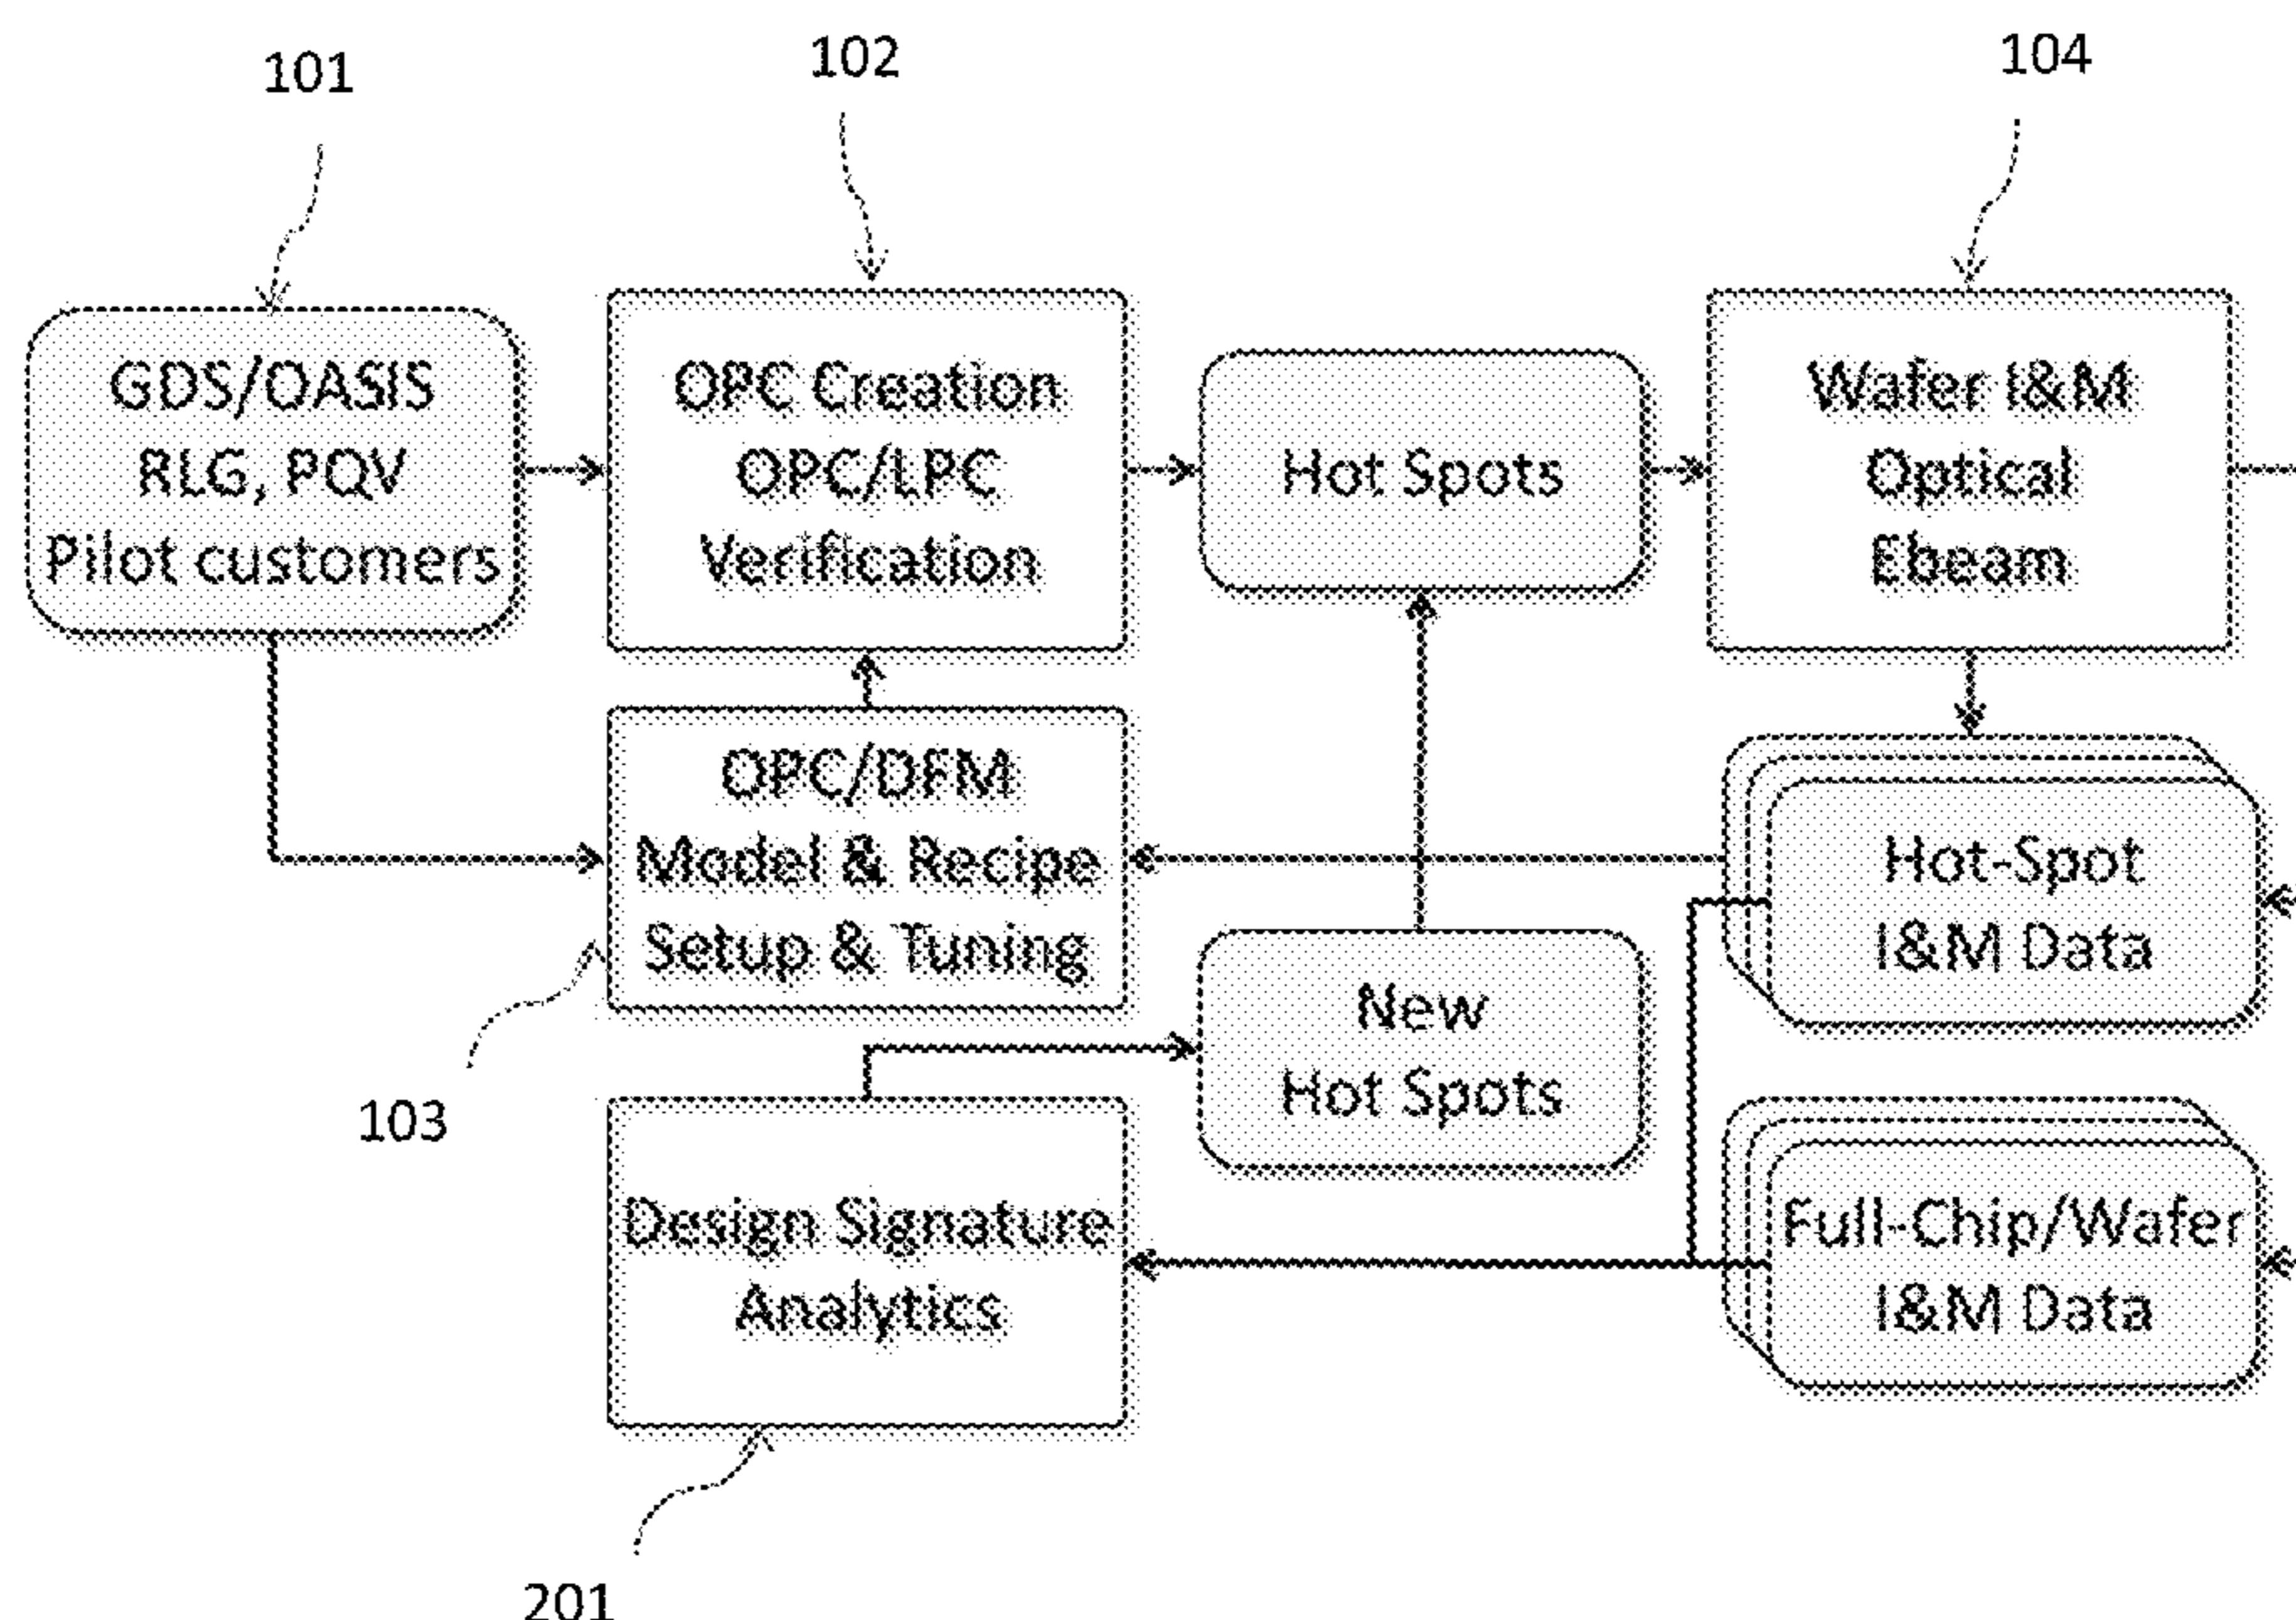 101
102
104
GDS/OASIS
RLG, PQV
Pilot customers
OPC Creation
OPC/LPC
Verification
Hot Spots
Wafer I&M
Optical
Ebeam
OPC/DFM
Model & Recipe
Setup & Tuning
Hot-Spot
I&M Data
New
Hot Spots
103
Design Signature
Analytics
Full-Chip/Wafer
I&M Data
201